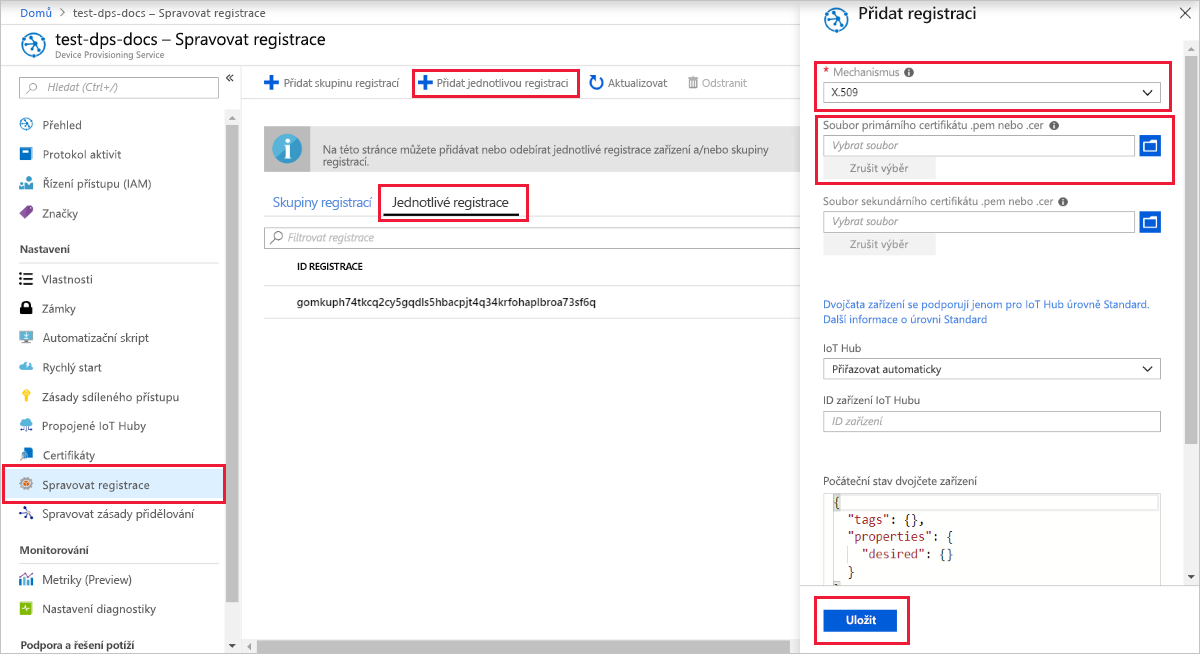 Domů > test-dps-docs – Spravovat registrace
test-dps-docs – Spravovat registrace
Device Provisioning Service
Hledat (Ctrl+/)
«
Přehled
Protokol aktivit
Řízení přístupu (IAM)
Značky
Nastavení
Vlastnosti
Zámky
Automatizační skript
Rychlý start
Zásady sdíleného přístupu
Propojené IoT Huby
Certifikáty
Spravovat registrace
Spravovat zásady přidělování
Monitorování
Metriky (Preview)
Nastavení diagnostiky
Podpora a řešení potíží
Přidat skupinu registrací
Přidat jednotlivou registraci
Aktualizovat
Odstranit
Na této stránce můžete přidávat nebo odebírat jednotlivé registrace zařízení a/nebo skupiny
registrací.
Skupiny registrací
Jednotlivé registrace
Filtrovat registrace
ID REGISTRACE
gomkuph74tkcq2cy5gqdls5hbacpjt4q34krfohaplbroa73sf6q
Přidat registraci
* Mechanismus
X.509
Soubor primárního certifikátu .pem nebo .cer
Vybrat soubor
Zrušit výběr
Soubor sekundárního certifikátu .pem nebo .cer
Vybrat soubor
Zrušit výběr
Dvojčata zařízení se podporují jenom pro IoT Hub úrovně Standard.
Další informace o úrovni Standard
IoT Hub
Přiřazovat automaticky
ID zařízení IoT Hubu
ID zařízení
Počáteční stav dvojčete zařízení
{
"tags": {},
"properties": {
"desired": {}
}
}
Uložit